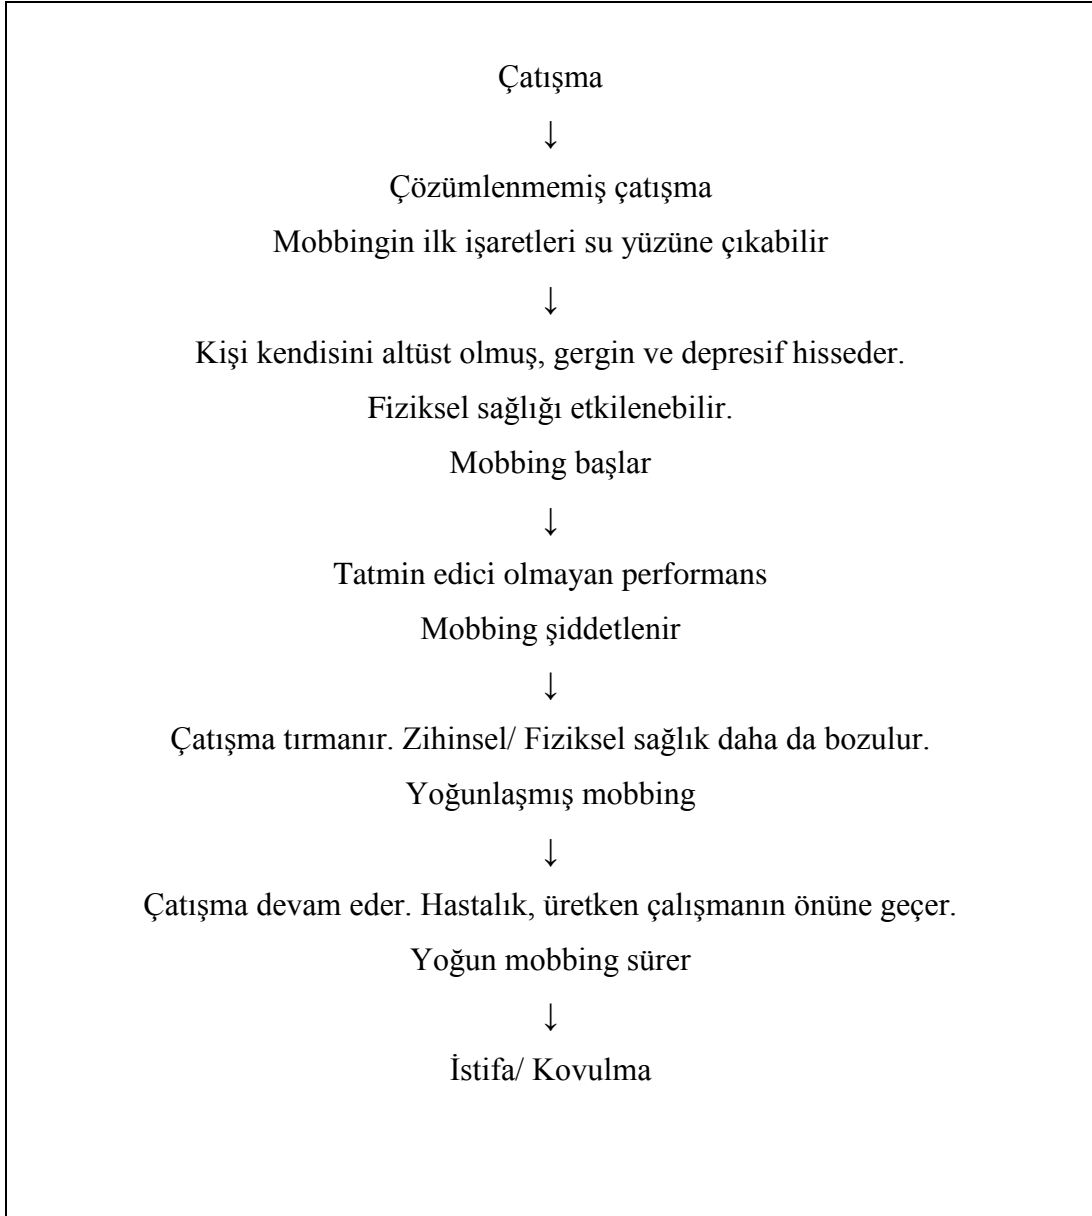 Çatışma
↓
Çözümlenmemiş çatışma
Mobbingin ilk işaretleri su yüzüne çıkabilir
↓
Kişi kendisini altüst olmuş, gergin ve depresif hisseder.
Fiziksel sağlığı etkilenebilir.
Mobbing başlar
↓
Tatmin edici olmayan performans
Mobbing şiddetlenir
↓
Çatışma tırmanır. Zihinsel/ Fiziksel sağlık daha da bozulur.
Yoğunlaşmış mobbing
↓
Çatışma devam eder. Hastalık, üretken çalışmanın önüne geçer.
Yoğun mobbing sürer
↓
İstifa/ Kovulma